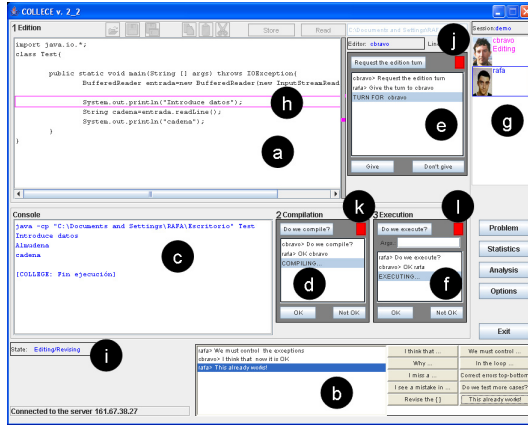 COLLECE v. 2_2
1 Edition
Store
Read
C:\Documents and Settings\RAFA\Es
Session:demo
import java.io.*;
class Test{
public static void main(String [] args) throws IOException{
BufferedReader entrada=new BufferedReader(new InputStreamRead
System.out.println("Introduce datos");
String cadena=entrada.readLine();
System.out.println("cadena");
}
}
Editor: cbravo
Line
Request the edition turn
cbravo> Request the edition turn
rafa> Give the turn to cbravo
TURN FOR cbravo
Give
Don't give
cbravo
Editing
rafa
a
h
j
e
g
Console
java -cp "C:\Documents and Settings\RAFA\Escritorio" Test
Introduce datos
Almudena
cadena
[COLLECE: Fin ejecución]
c
2 Compilation
k
Do we compile?
cbravo> Do we compile?
rafa> OK cbravo
COMPILING...
d
OK
Not OK
3 Execution
l
Do we execute?
Args:
rafa> Do we execute?
cbravo> OK rafa
EXECUTING...
f
OK
Not OK
Problem
Statistics
Analysis
Options
Exit
State: Editing/Revising
i
rafa> We must control the exceptions
cbravo> I think that now it is OK
rafa> This already works!
b
I think that ...
We must control ...
Why ...
In the loop ...
I miss a ...
Correct errors top-bottom
I see a mistake in ...
Do we test more cases?
Revise the [ ]
This already works!
Connected to the server 161.67.38.27